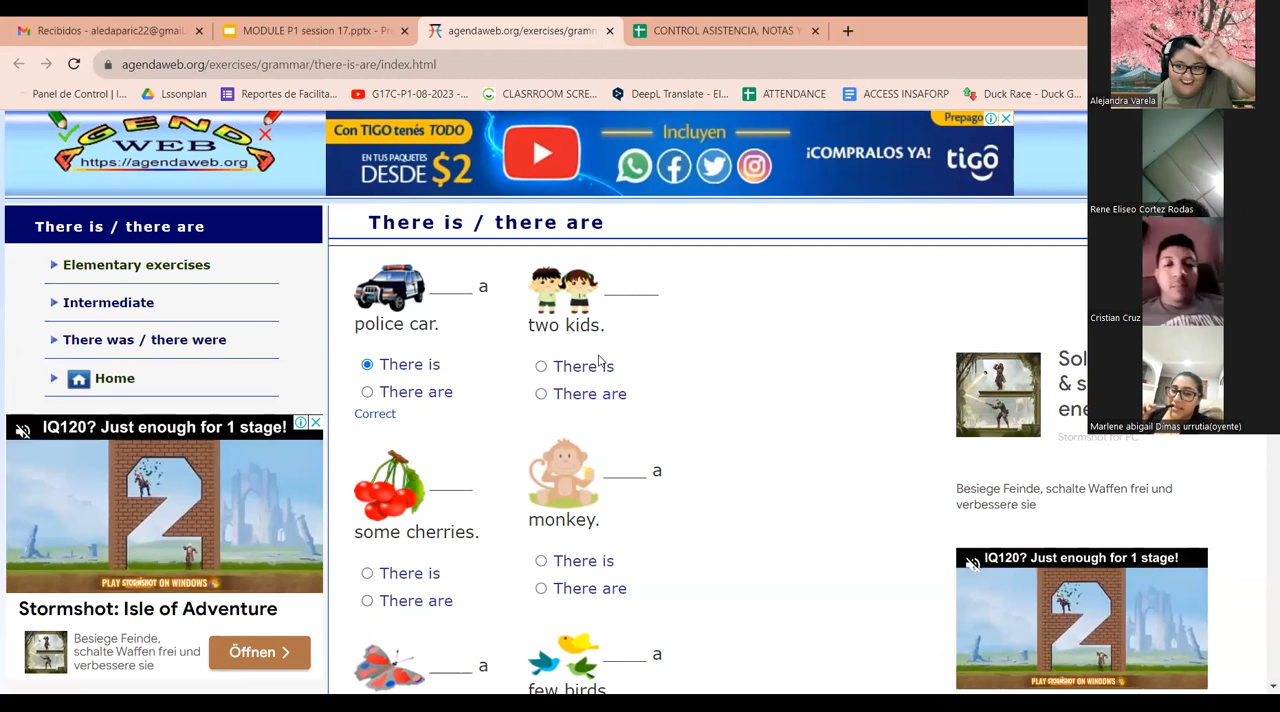 Recibidos - aledaparic22@gmai
MODULE P1 session 17.pptx - Pr
agendaweb.org/exercises/gramn
CONTROL ASISTENCIA, NOTAS Y
agendaweb.org/exercises/grammar/there-is-are/index.html
Panel de Control | I...
Lssonplan
Reportes de Facilita...
G17C-P1-08-2023 -...
CLASRROOM SCRE...
DeepL Translate - El...
ATTENDANCE
ACCESS INSAFORP
Duck Race - Duck G...
AGENDA
WEB
https://agendaweb.org
Con TIGO tenés TODO
EN TUS PAQUETES
DESDE $2
Incluyen
¡COMPRALOS YA!
Prepago
tigo
There is / there are
Elementary exercises
Intermediate
There was / there were
Home
There is / there are
_____ a
police car.
There is
There are
Correct
______
two kids.
There is
There are
_____
some cherries.
There is
There are
_____ a
monkey.
There is
There are
_____ a
_____ a
few birds
IQ120? Just enough for 1 stage!
PLAY STORMSHOT ON WINDOWS
Stormshot: Isle of Adventure
Besiege Feinde,
schalte Waffen frei und
verbessere sie
Öffnen
Sol
& s
ene
Stormshot for PC
Besiege Feinde, schalte Waffen frei und
verbessere sie
IQ120? Just enough for 1 stage!
PLAY STORMSHOT ON WINDOWS
Alejandra Varela
Rene Eliseo Cortez Rodas
Cristian Cruz
Marlene abigail Dimas urrutia(oyente)